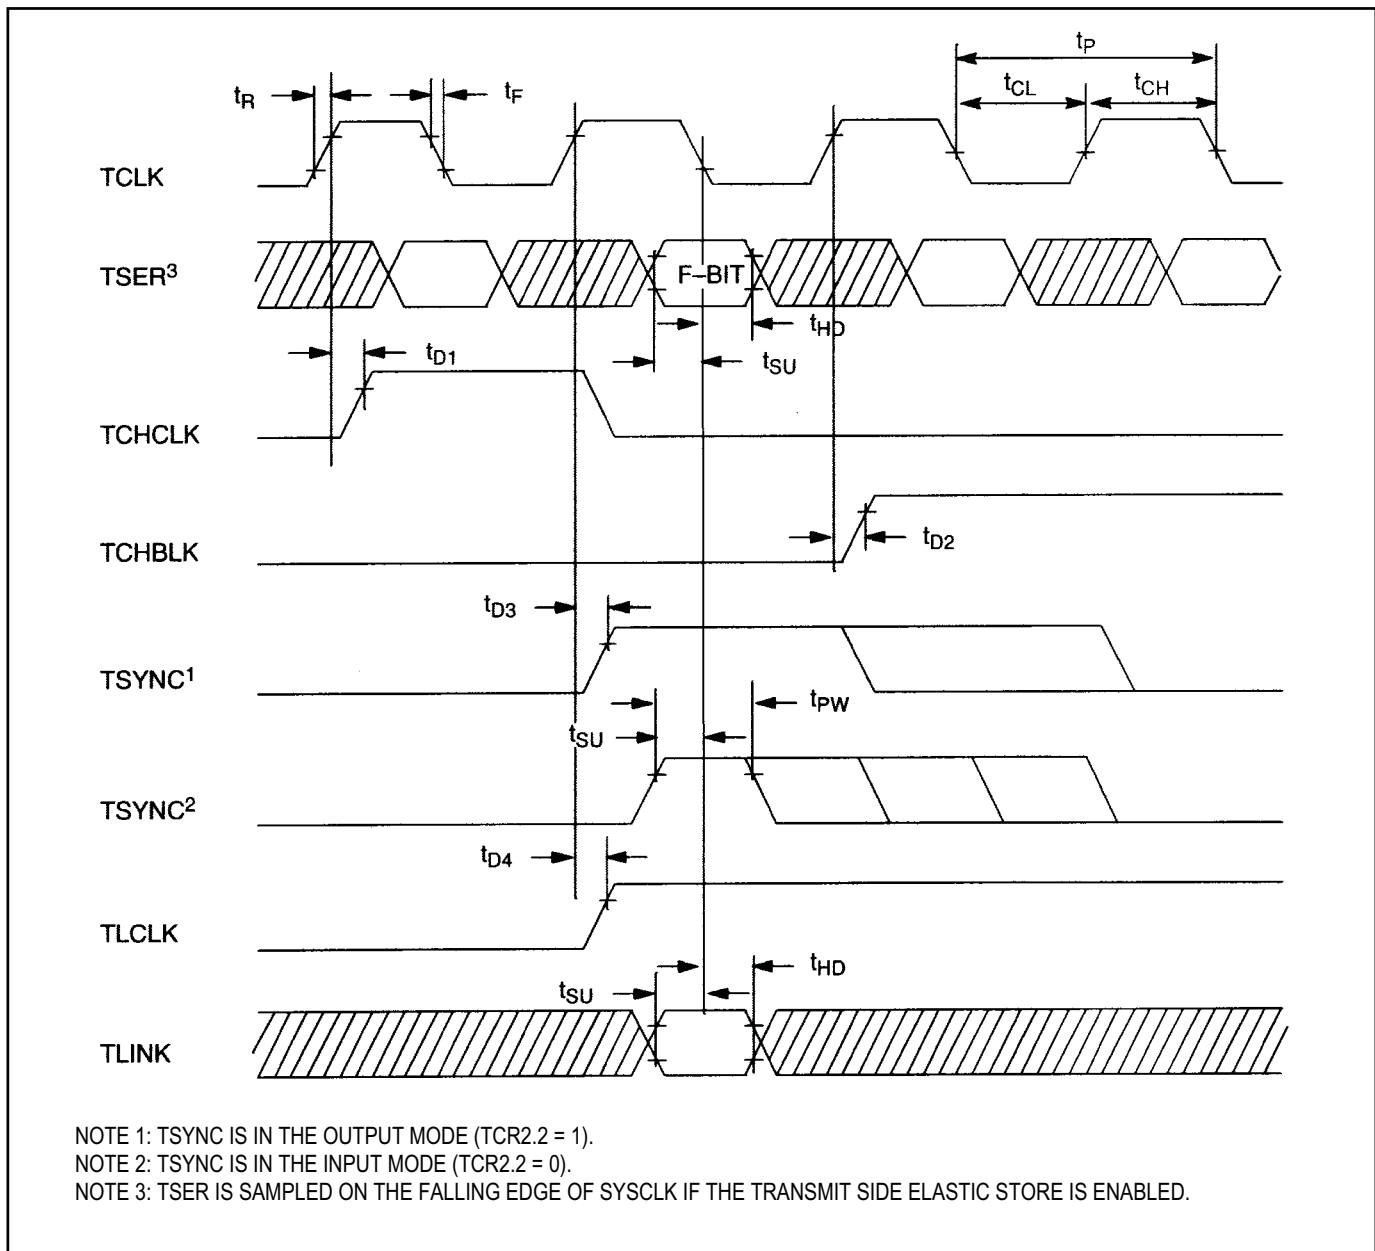 tP
tR
tF
tCL
tCH
TCLK
TSER3
F-BIT
tHD
tD1
tSU
TCHCLK
TCHBLK
tD2
tD3
TSYNC1
tPW
tSU
TSYNC2
tD4
TLCLK
tHD
tSU
TLINK
NOTE 1: TSYNC IS IN THE OUTPUT MODE (TCR2.2 = 1).
NOTE 2: TSYNC IS IN THE INPUT MODE (TCR2.2 = 0).
NOTE 3: TSER IS SAMPLED ON THE FALLING EDGE OF SYSCLK IF THE TRANSMIT SIDE ELASTIC STORE IS ENABLED.